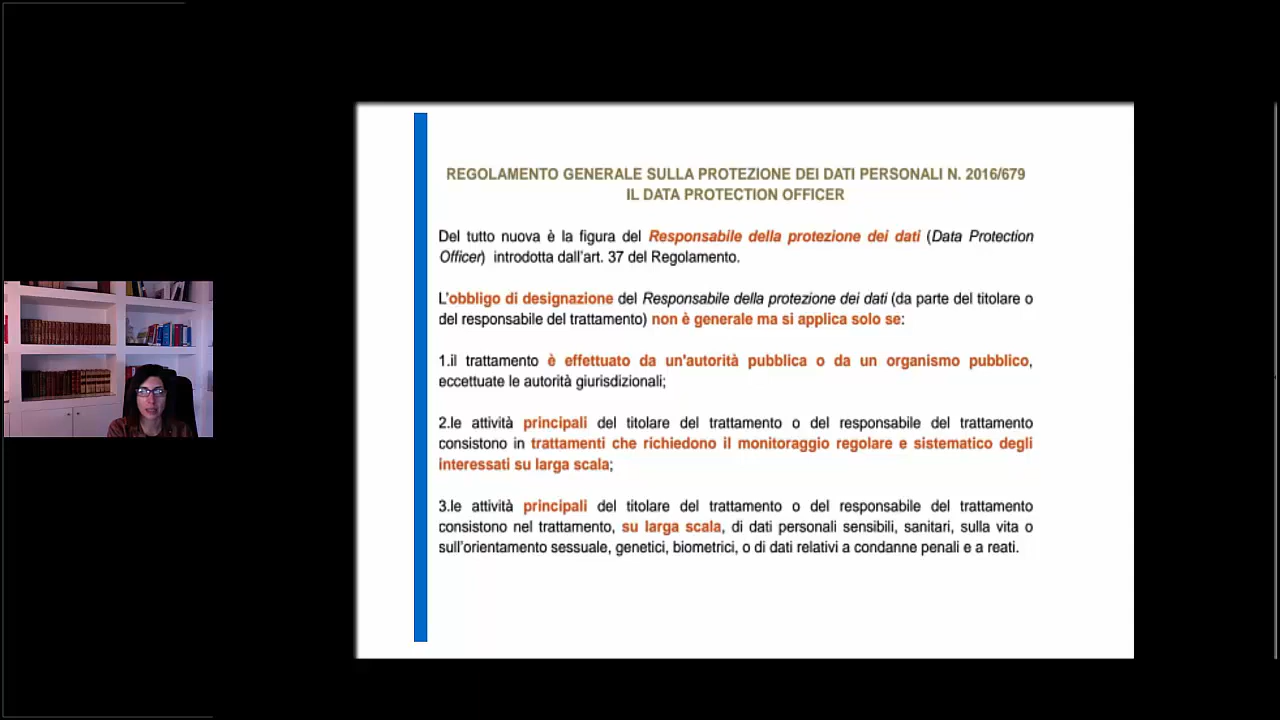 REGOLAMENTO GENERALE SULLA PROTEZIONE DEI DATI PERSONALI N. 2016/679
IL DATA PROTECTION OFFICER
Del tutto nuova è la figura del Responsabile della protezione dei dati (Data Protection
Officer) introdotta dall'art. 37 del Regolamento.
L'obbligo di designazione del Responsabile della protezione dei dati (da parte del titolare o
del responsabile del trattamento) non è generale ma si applica solo se:
1.il trattamento è effettuato da un'autorità pubblica o da un organismo pubblico,
eccettuate le autorità giurisdizionali;
2.le attività principali del titolare del trattamento o del responsabile del trattamento
consistono in trattamenti che richiedono il monitoraggio regolare e sistematico degli
interessati su larga scala;
3.le attività principali del titolare del trattamento o del responsabile del trattamento
consistono nel trattamento, su larga scala, di dati personali sensibili, sanitari, sulla vita o
sull'orientamento sessuale, genetici, biometrici, o di dati relativi a condanne penali e a reati.